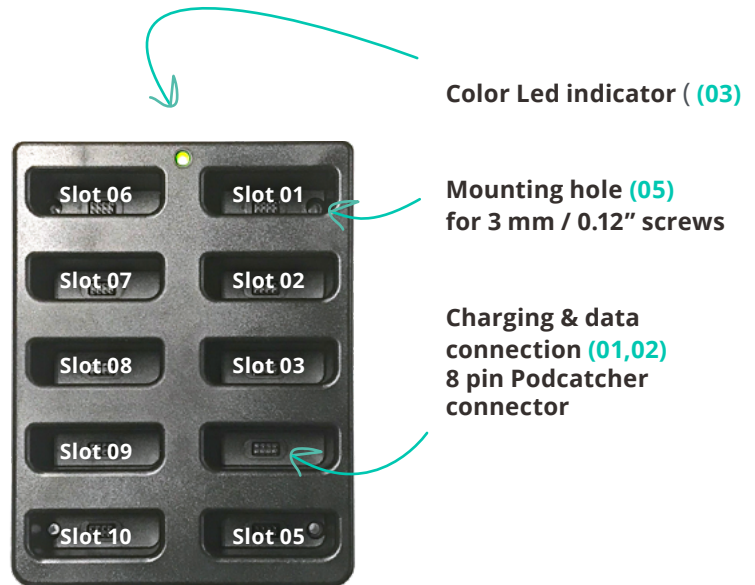 Color Led indicator ( (03)
Slot 06
Slot 01
Mounting hole (05)
for 3 mm / 0.12” screws
Slot 07
Slot 02
Charging & data
connection (01,02)
8 pin Podcatcher
connector
Slot 08
Slot 03
Slot 09
Slot 10
Slot 05